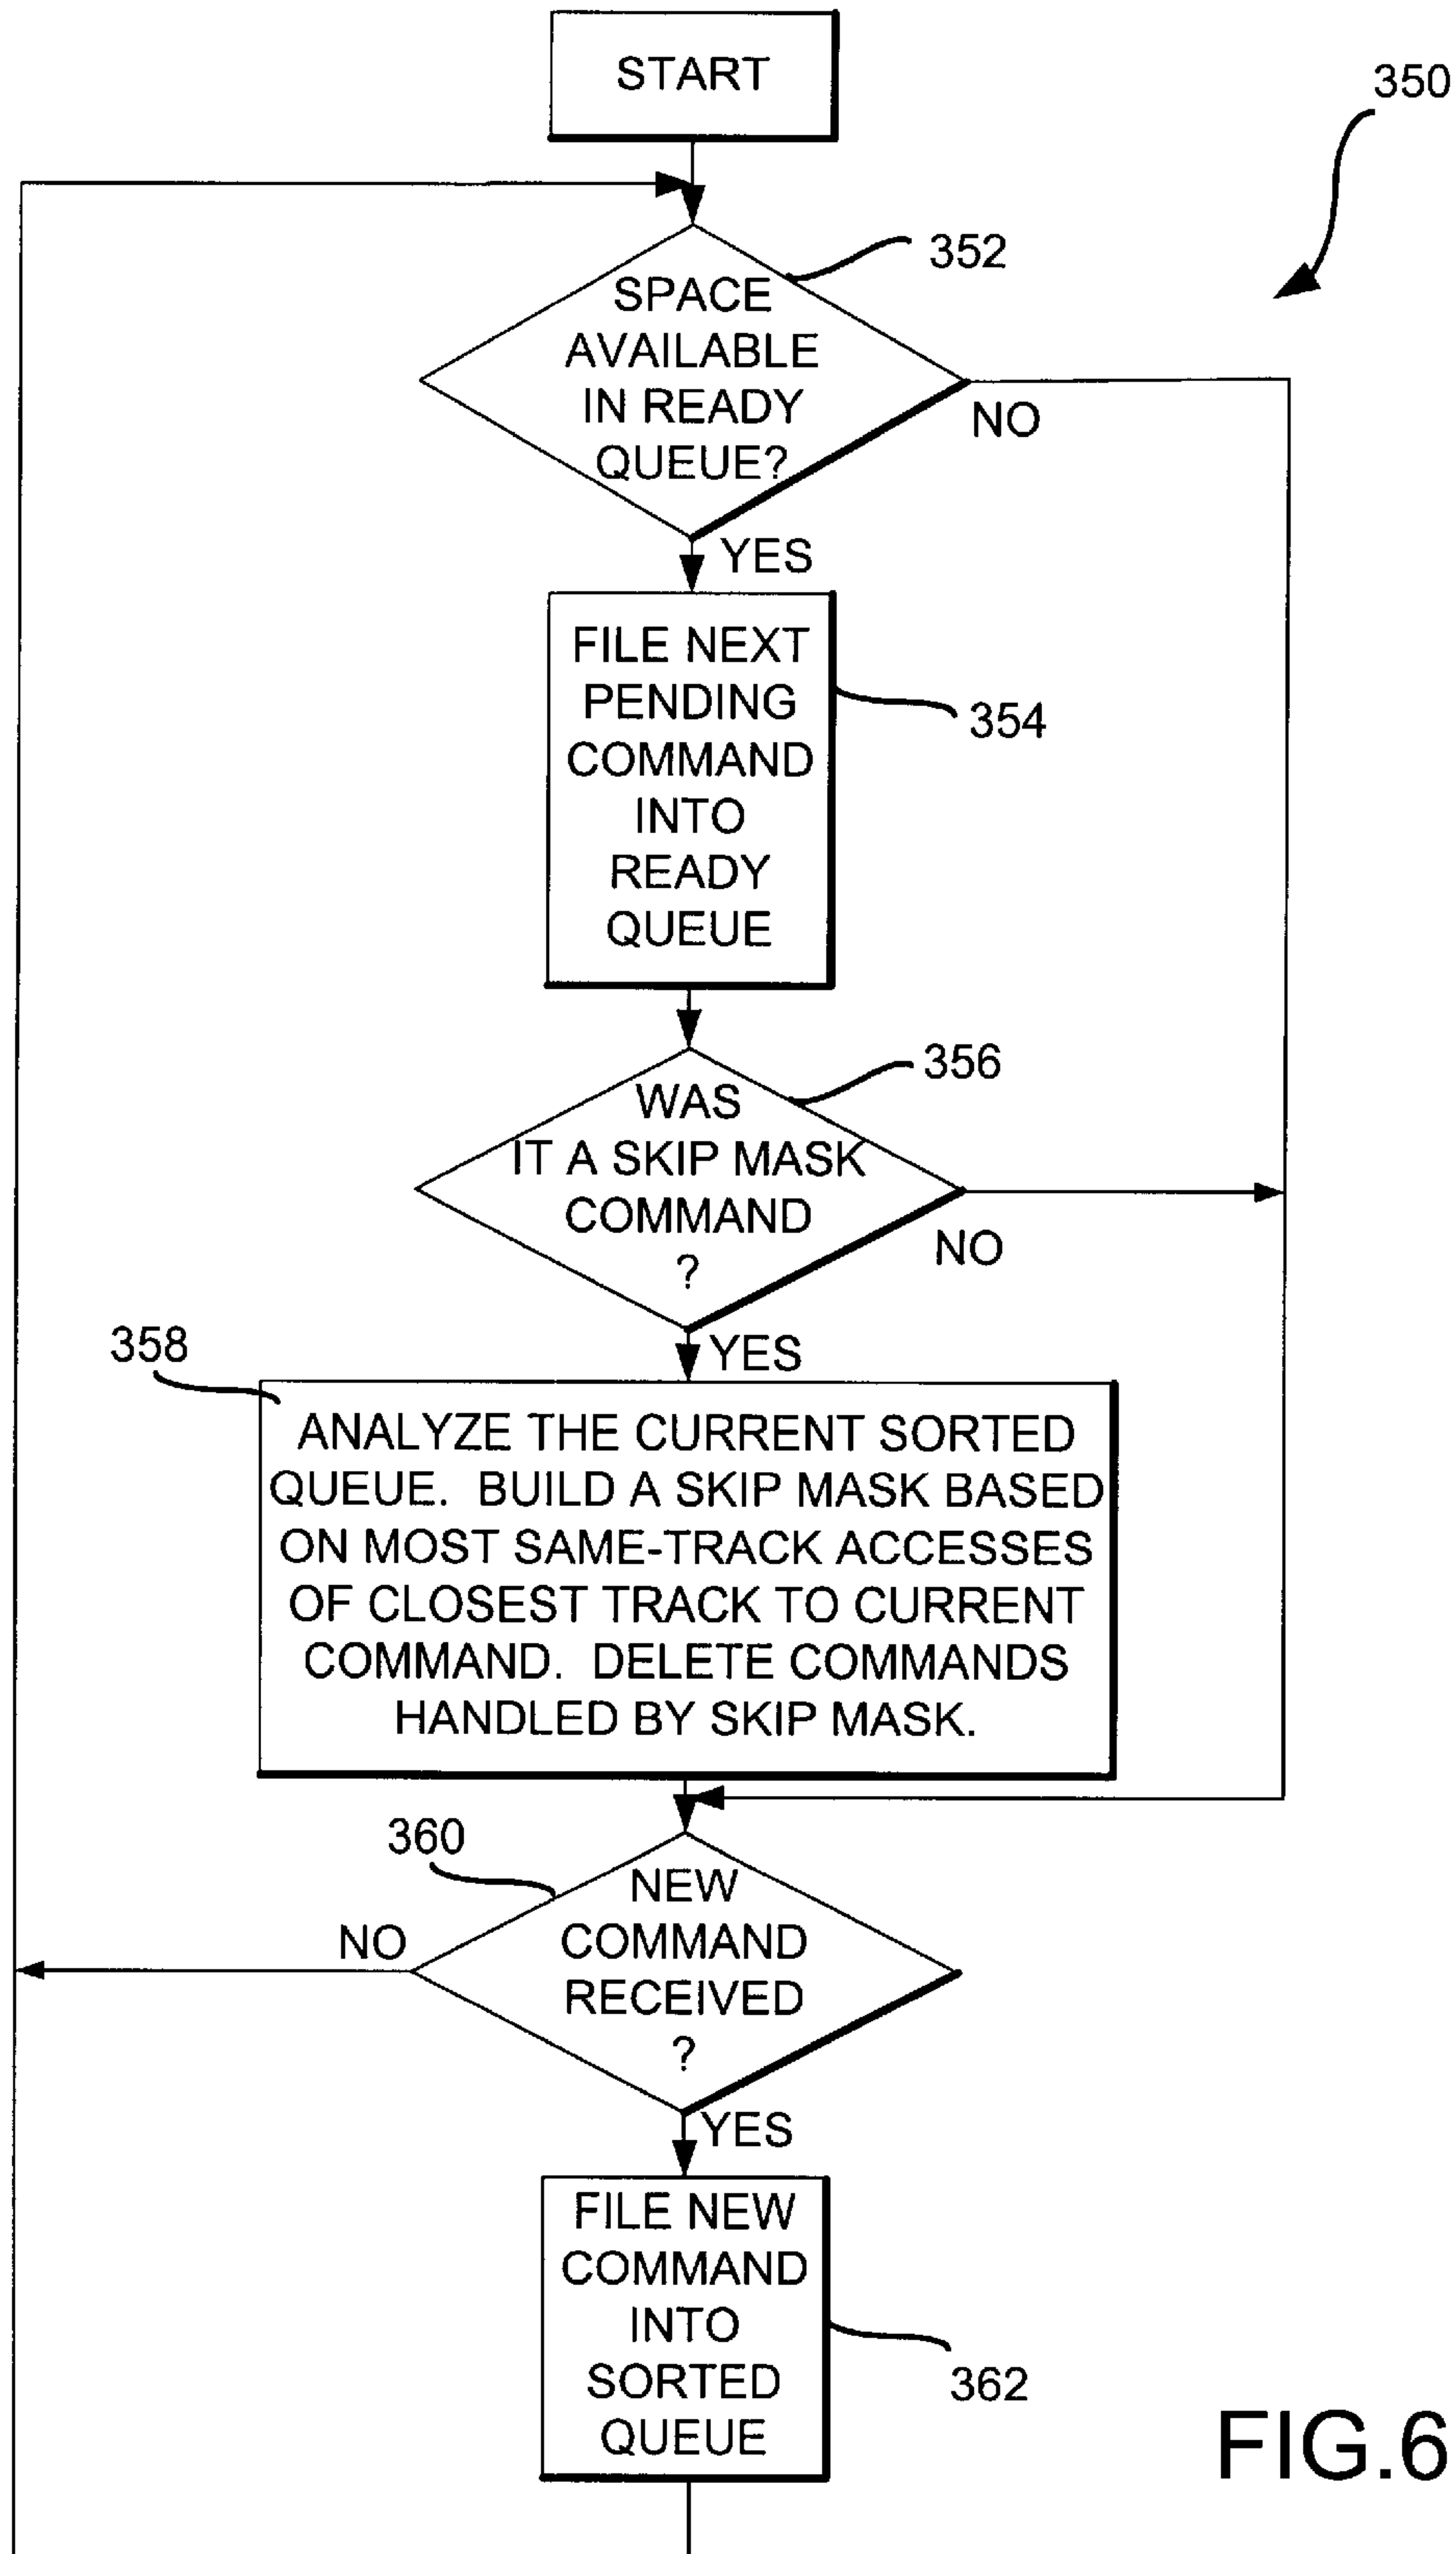 START
350
352
SPACE
AVAILABLE
IN READY
QUEUE?
NO
YES
FILE NEXT
PENDING
COMMAND
INTO
READY
QUEUE
354
356
WAS
IT A SKIP MASK
COMMAND
?
NO
YES
358
ANALYZE THE CURRENT SORTED
QUEUE. BUILD A SKIP MASK BASED
ON MOST SAME-TRACK ACCESSES
OF CLOSEST TRACK TO CURRENT
COMMAND. DELETE COMMANDS
HANDLED BY SKIP MASK.
360
NEW
COMMAND
RECEIVED
?
NO
YES
FILE NEW
COMMAND
INTO
SORTED
QUEUE
362
FIG.6